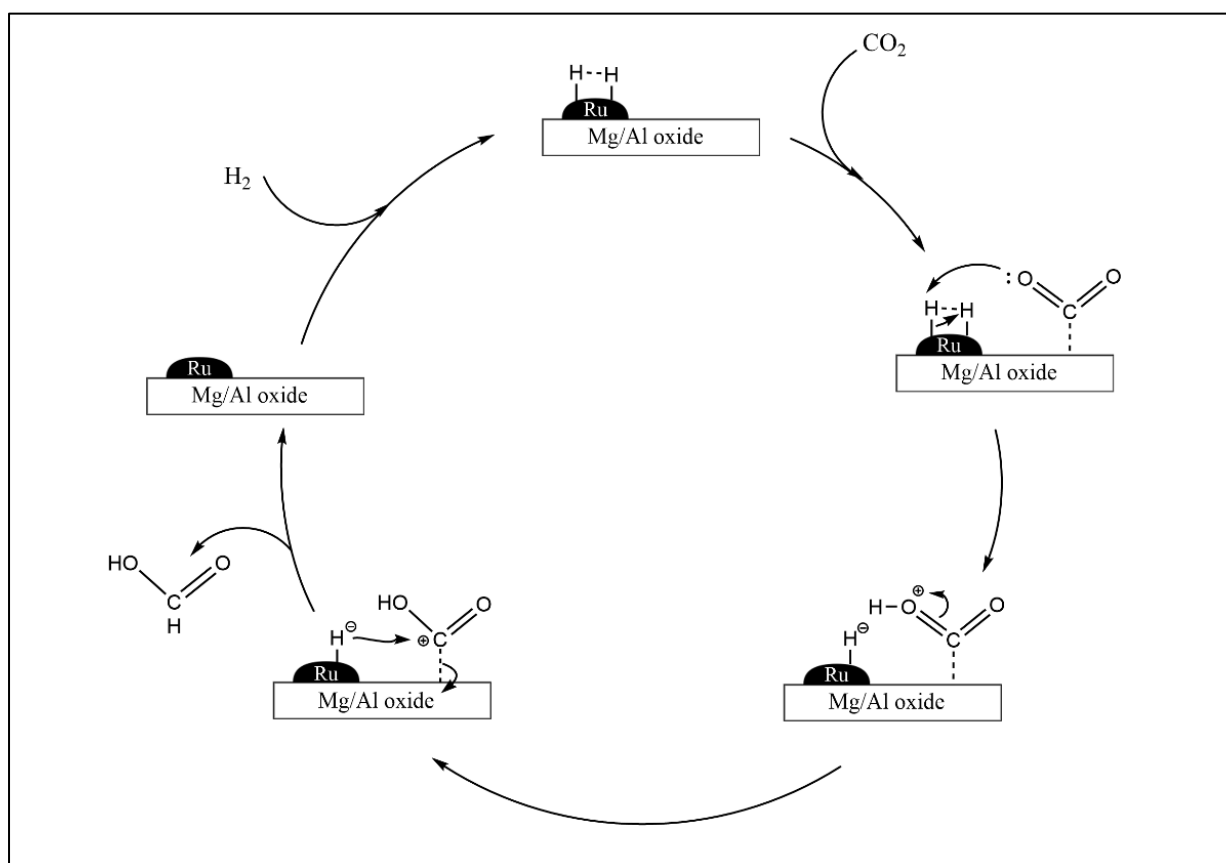 CO₂
H--H
Ru
Mg/Al oxide
H₂
:O C O
H--H
Ru
Mg/Al oxide
Ru
Mg/Al oxide
HO O
C
H
HO O
H⊖ ⊕C
Ru
Mg/Al oxide
⊕
H-O O
H⊖ C
Ru
Mg/Al oxide